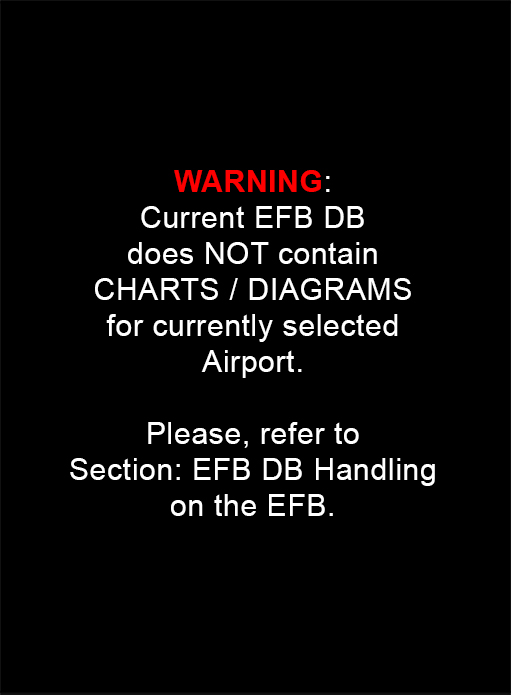 WARNING:
Current EFB DB
does NOT contain
CHARTS / DIAGRAMS
for currently selected
Airport.
Please, refer to
Section: EFB DB Handling
on the EFB.